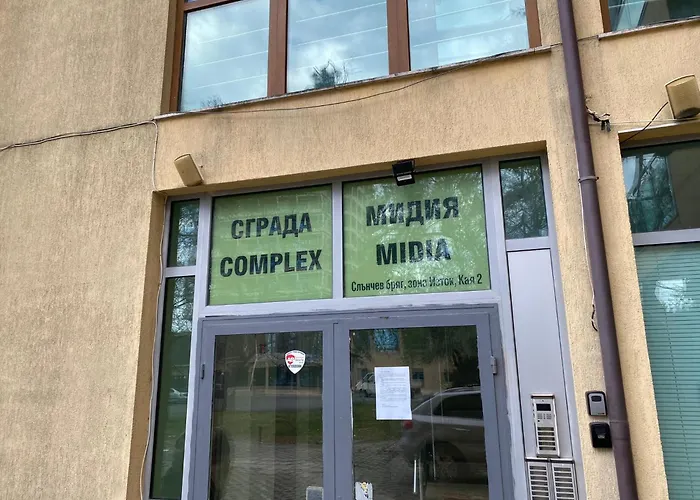 СГРАДА
COMPLEX
МИДИЯ
MIDIA
Слънчев бряг, зона Изток, Кая 2